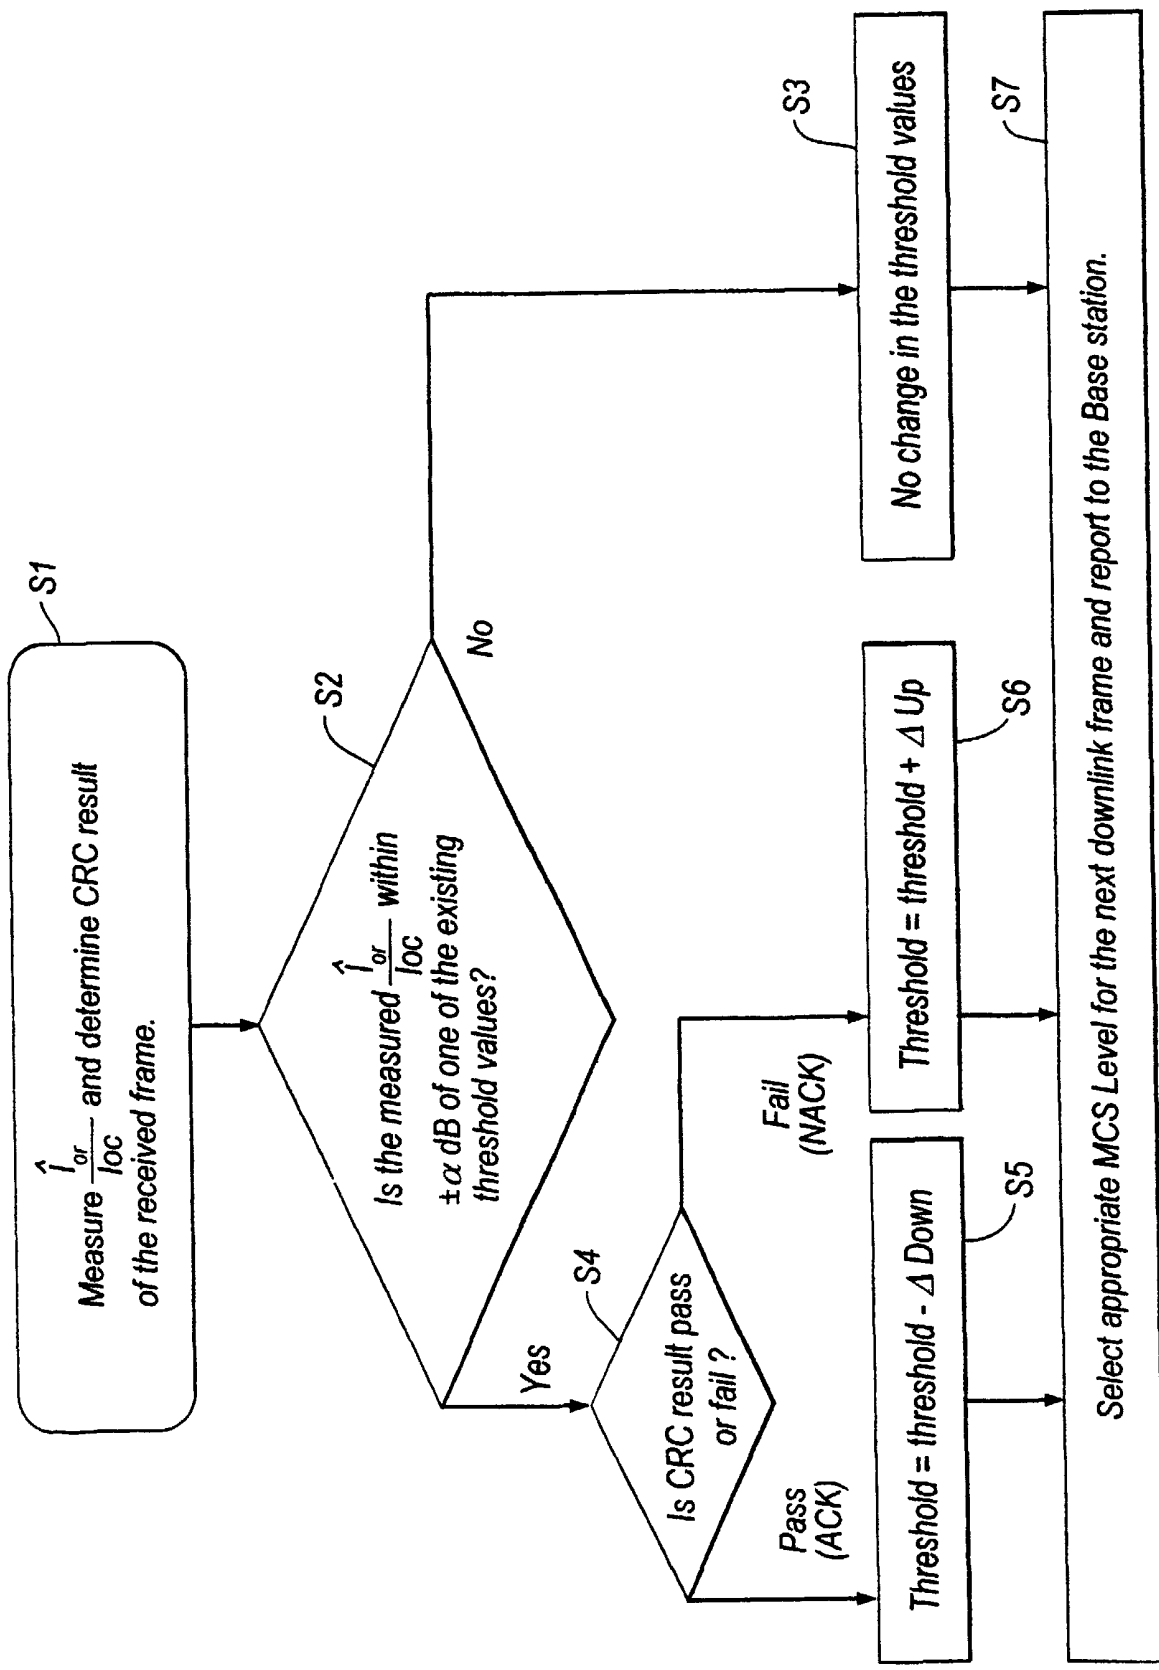 S1
Measure Îor/Ioc and determine CRC result
of the received frame.
S2
Is the measured Îor/Ioc within
±α dB of one of the existing
threshold values?
No
Yes
S4
Is CRC result pass
or fail ?
Pass
(ACK)
Fail
(NACK)
S3
No change in the threshold values
Threshold = threshold - Δ Down
S5
Threshold = threshold + Δ Up
S6
S7
Select appropriate MCS Level for the next downlink frame and report to the Base station.